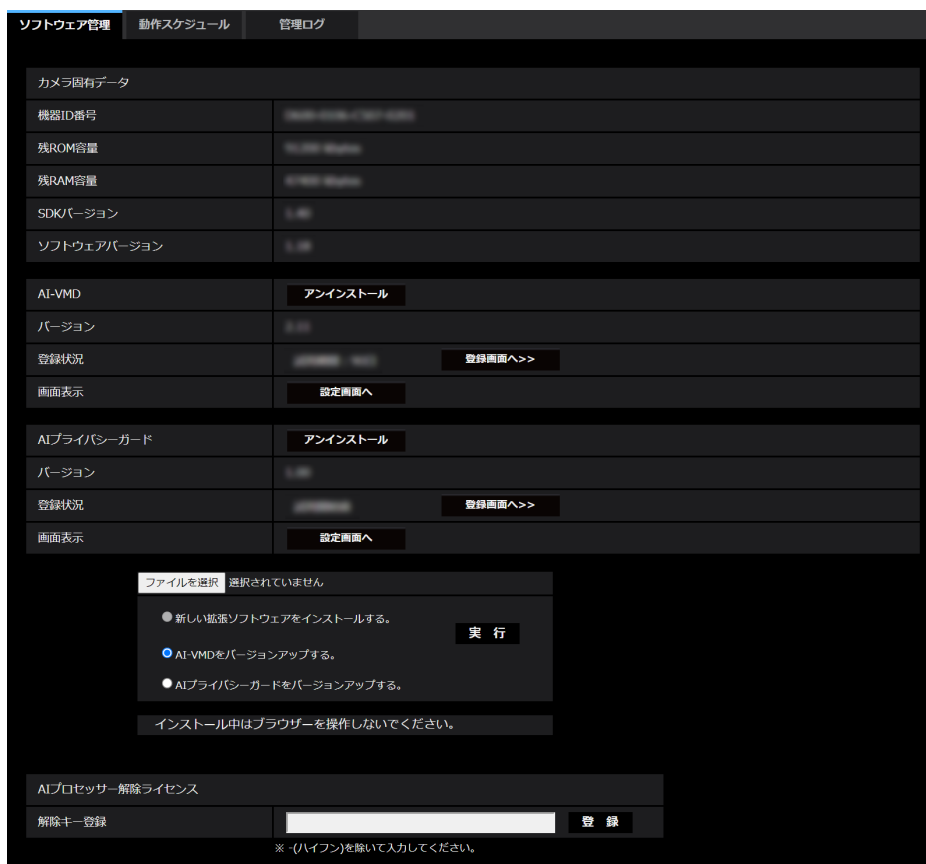 ソフトウェア管理 動作スケジュール 管理ログ
カメラ固有データ
機器ID番号
残ROM容量
残RAM容量
SDKバージョン
ソフトウェアバージョン
AI-VMD アンインストール
バージョン
登録状況 登録画面へ>>
画面表示 設定画面へ
AIプライバシーガード アンインストール
バージョン
登録状況 登録画面へ>>
画面表示 設定画面へ
ファイルを選択 選択されていません
新しい拡張ソフトウェアをインストールする。
実 行
AI-VMDをバージョンアップする。
AIプライバシーガードをバージョンアップする。
インストール中はブラウザーを操作しないでください。
AIプロセッサー解除ライセンス
解除キー登録 登 録
※ -(ハイフン)を除いて入力してください。